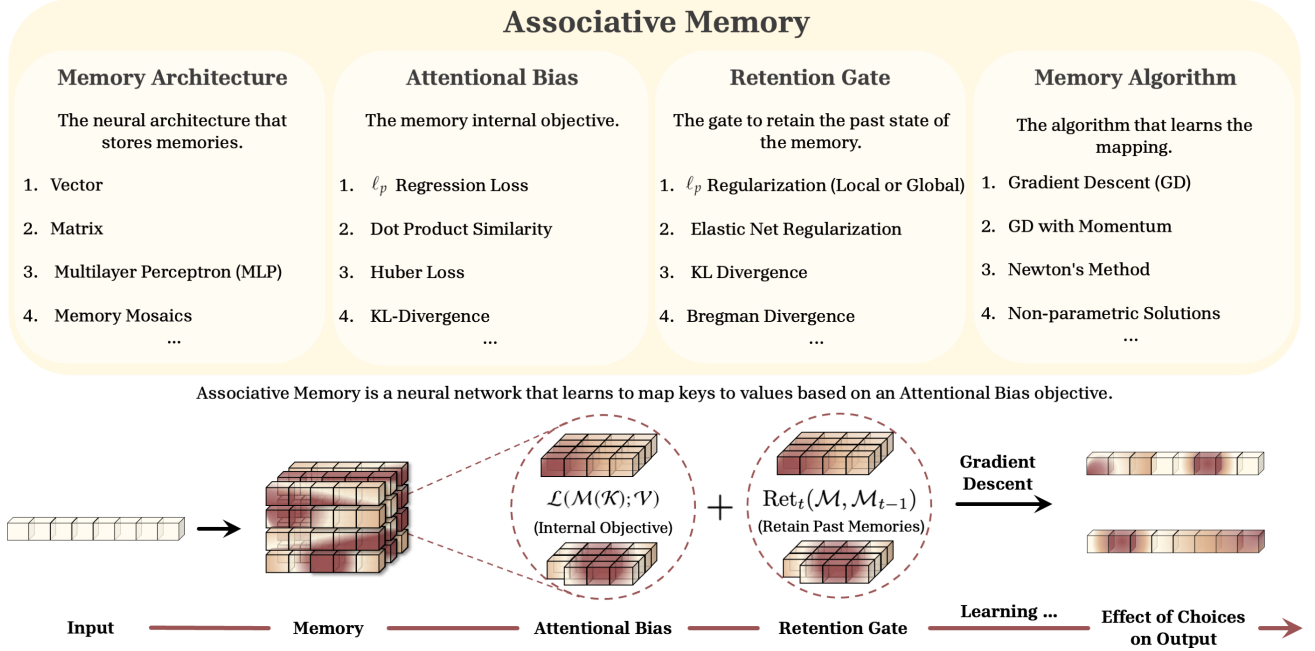 Associative Memory
Memory Architecture
The neural architecture that
stores memories.
1. Vector
2. Matrix
3. Multilayer Perceptron (MLP)
4. Memory Mosaics
...
Attentional Bias
The memory internal objective.
1. ℓp Regression Loss
2. Dot Product Similarity
3. Huber Loss
4. KL-Divergence
...
Retention Gate
The gate to retain the past state of
the memory.
1. ℓp Regularization (Local or Global)
2. Elastic Net Regularization
3. KL Divergence
4. Bregman Divergence
...
Memory Algorithm
The algorithm that learns the
mapping.
1. Gradient Descent (GD)
2. GD with Momentum
3. Newton's Method
4. Non-parametric Solutions
...
Associative Memory is a neural network that learns to map keys to values based on an Attentional Bias objective.
ℒ(ℳ(𝒦);𝒱)
(Internal Objective)
+
Ret_t(ℳ, ℳ_{t−1})
(Retain Past Memories)
Gradient
Descent
Input
Memory
Attentional Bias
Retention Gate
Learning ...
Effect of Choices
on Output